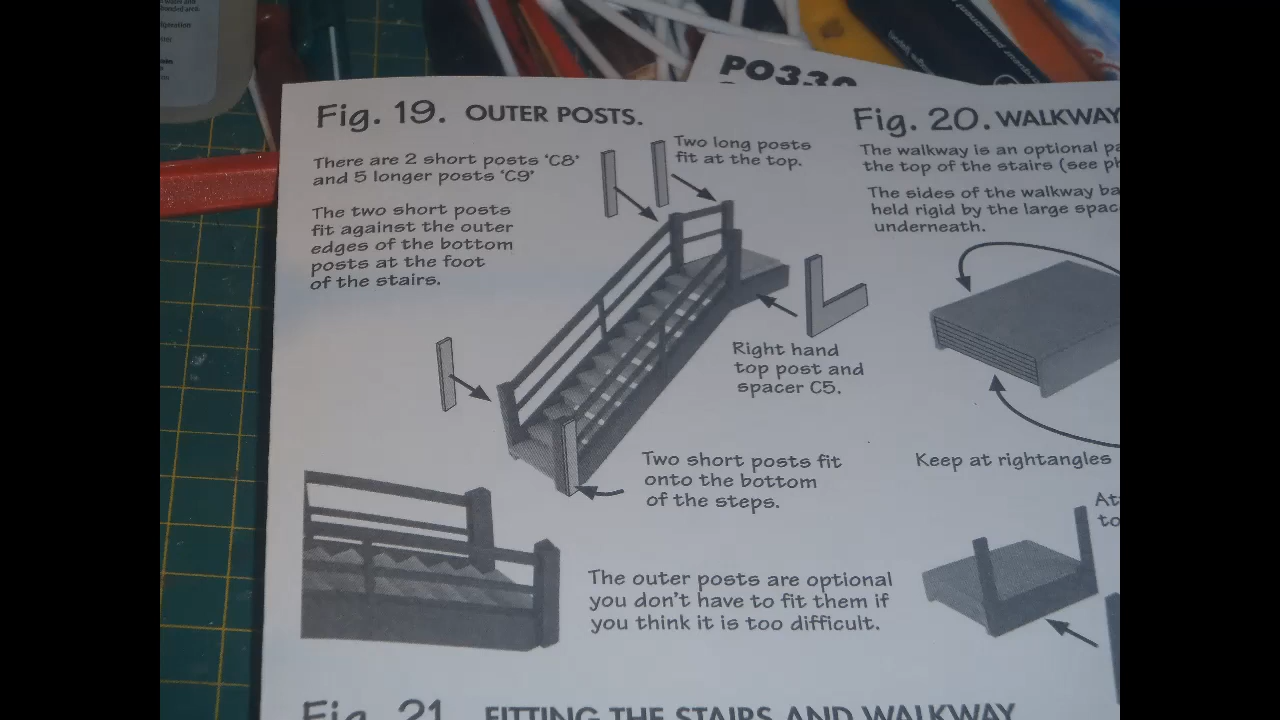 PO330
Fig. 19. OUTER POSTS.
There are 2 short posts ‘C8’
and 5 longer posts ‘C9’
The two short posts
fit against the outer
edges of the bottom
posts at the foot
of the stairs.
Two long posts
fit at the top.
Right hand
top post and
spacer C5.
Two short posts fit
onto the bottom
of the steps.
The outer posts are optional
you don’t have to fit them if
you think it is too difficult.
Fig. 20. WALKWAY
The walkway is an optional
the top of the stairs (see
The sides of the walkway
held rigid by the large
underneath.
Keep at rightangles
At
to
Fig. 21 FITTING THE STAIRS AND WALKWAY